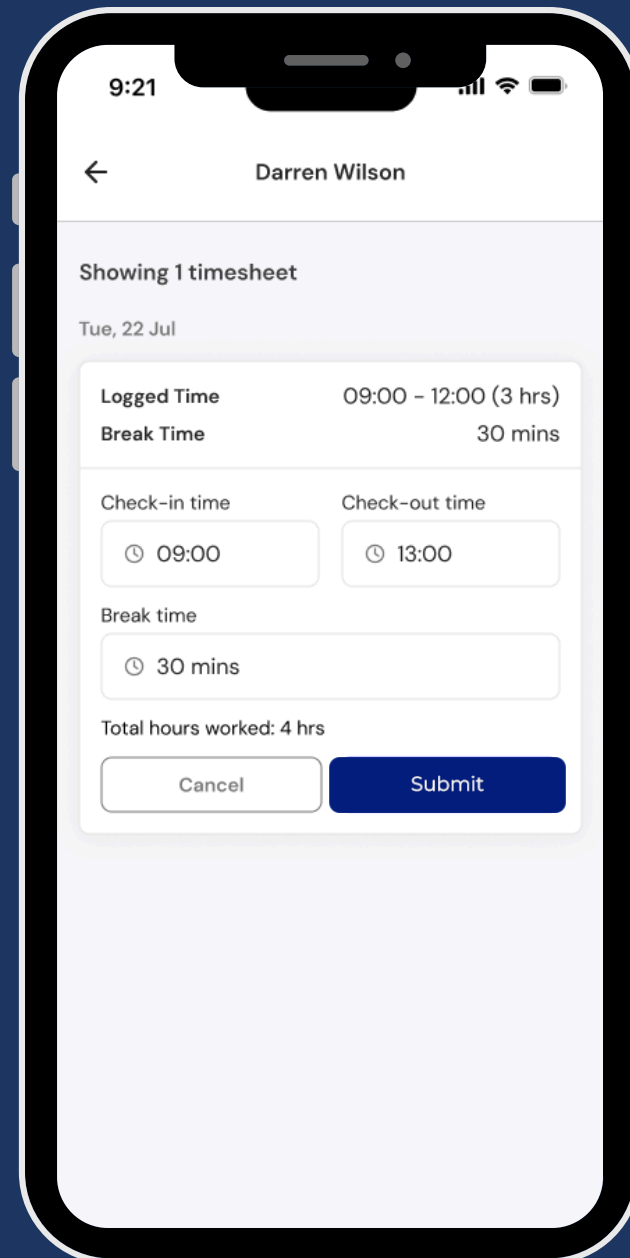 9:21
Darren Wilson
Showing 1 timesheet
Tue, 22 Jul
Logged Time 09:00 - 12:00 (3 hrs)
Break Time 30 mins
Check-in time Check-out time
09:00 13:00
Break time
30 mins
Total hours worked: 4 hrs
Cancel Submit